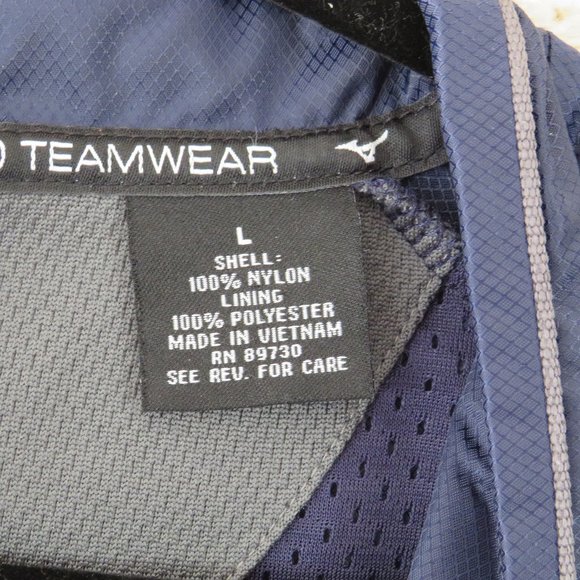 TEAMWEAR
L
SHELL:
100% NYLON
LINING
100% POLYESTER
MADE IN VIETNAM
RN 89730
SEE REV. FOR CARE